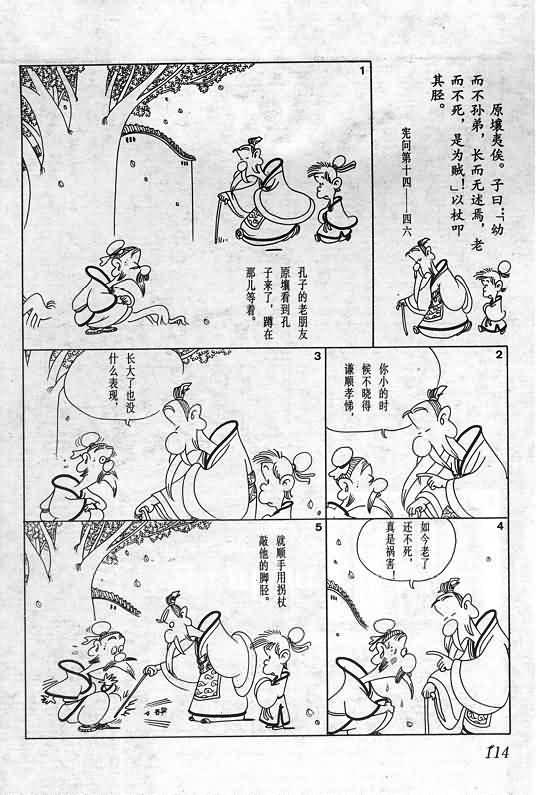 原壤夷俟。子曰：“幼
而不孙弟，长而无述焉，老
而不死，是为贼！」以杖叩
其胫。
宪问第十四——四六
1
孔子的老朋友
原壤看到孔
子来了，蹲在
那儿等着。
2
你小的时
候不晓得
谦顺孝悌，
3
长大了也没
什么表现，
4
如今老了
还不死，
真是祸害！
5
就顺手用拐杖
敲他的脚胫。
114